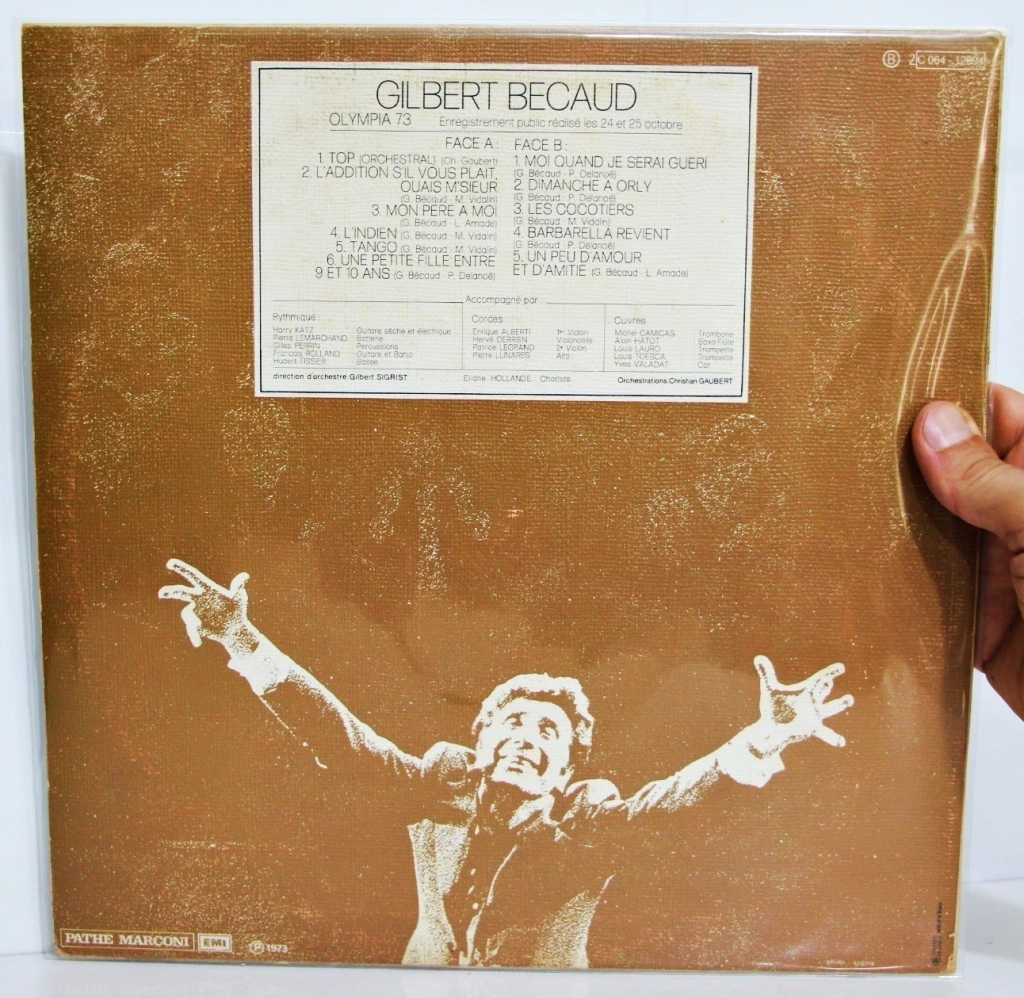 B 2C 064-1289
GILBERT BECAUD
OLYMPIA 73 Enregistrement public réalisé les 24 et 25 octobre
FACE A :
1. TOP (ORCHESTRAL) (Ch. Gaubert)
2. L'ADDITION S'IL VOUS PLAIT,
OUAIS M'SIEUR
(G. Bécaud - M. Vidalin)
3. MON PERE A MOI
(G. Bécaud - L. Amade)
4. L'INDIEN (G. Bécaud - M. Vidalin)
5. TANGO (G. Bécaud - M. Vidalin)
6. UNE PETITE FILLE ENTRE
9 ET 10 ANS (G. Bécaud - P. Delanoë)
FACE B :
1. MOI QUAND JE SERAI GUERI
(G. Bécaud - P. Delanoë)
2. DIMANCHE A ORLY
(G. Bécaud - P. Delanoë)
3. LES COCOTIERS
(G. Bécaud - M. Vidalin)
4. BARBARELLA REVIENT
(G. Bécaud - P. Delanoë)
5. UN PEU D'AMOUR
ET D'AMITIE (G. Bécaud - L. Amade)
Accompagné par
Rythmique :
Harry KATZ Guitare sèche et électrique
Pierre LEMARCHAND Batterie
Gilles PERRIN Percussions
François ROLLAND Guitare et Banjo
Hubert TISSIER Basse
Cordes
Enrique ALBERTI 1er Violon
Hervé DERRIEN Violoncelle
Patrice LEGRAND 2e Violon
Pierre LLINARES Alto
Cuivres
Michel CAMICAS Trombone
Alain HATOT Saxo-Flûte
Louis LAURO Trompette
Louis TOESCA Trompette
Yves VALADAT Cor
direction d'orchestre Gilbert SIGRIST Elidile HOLLANDE Choriste Orchestrations: Christian GAUBERT
PATHE MARCONI EMI ℗ 1973